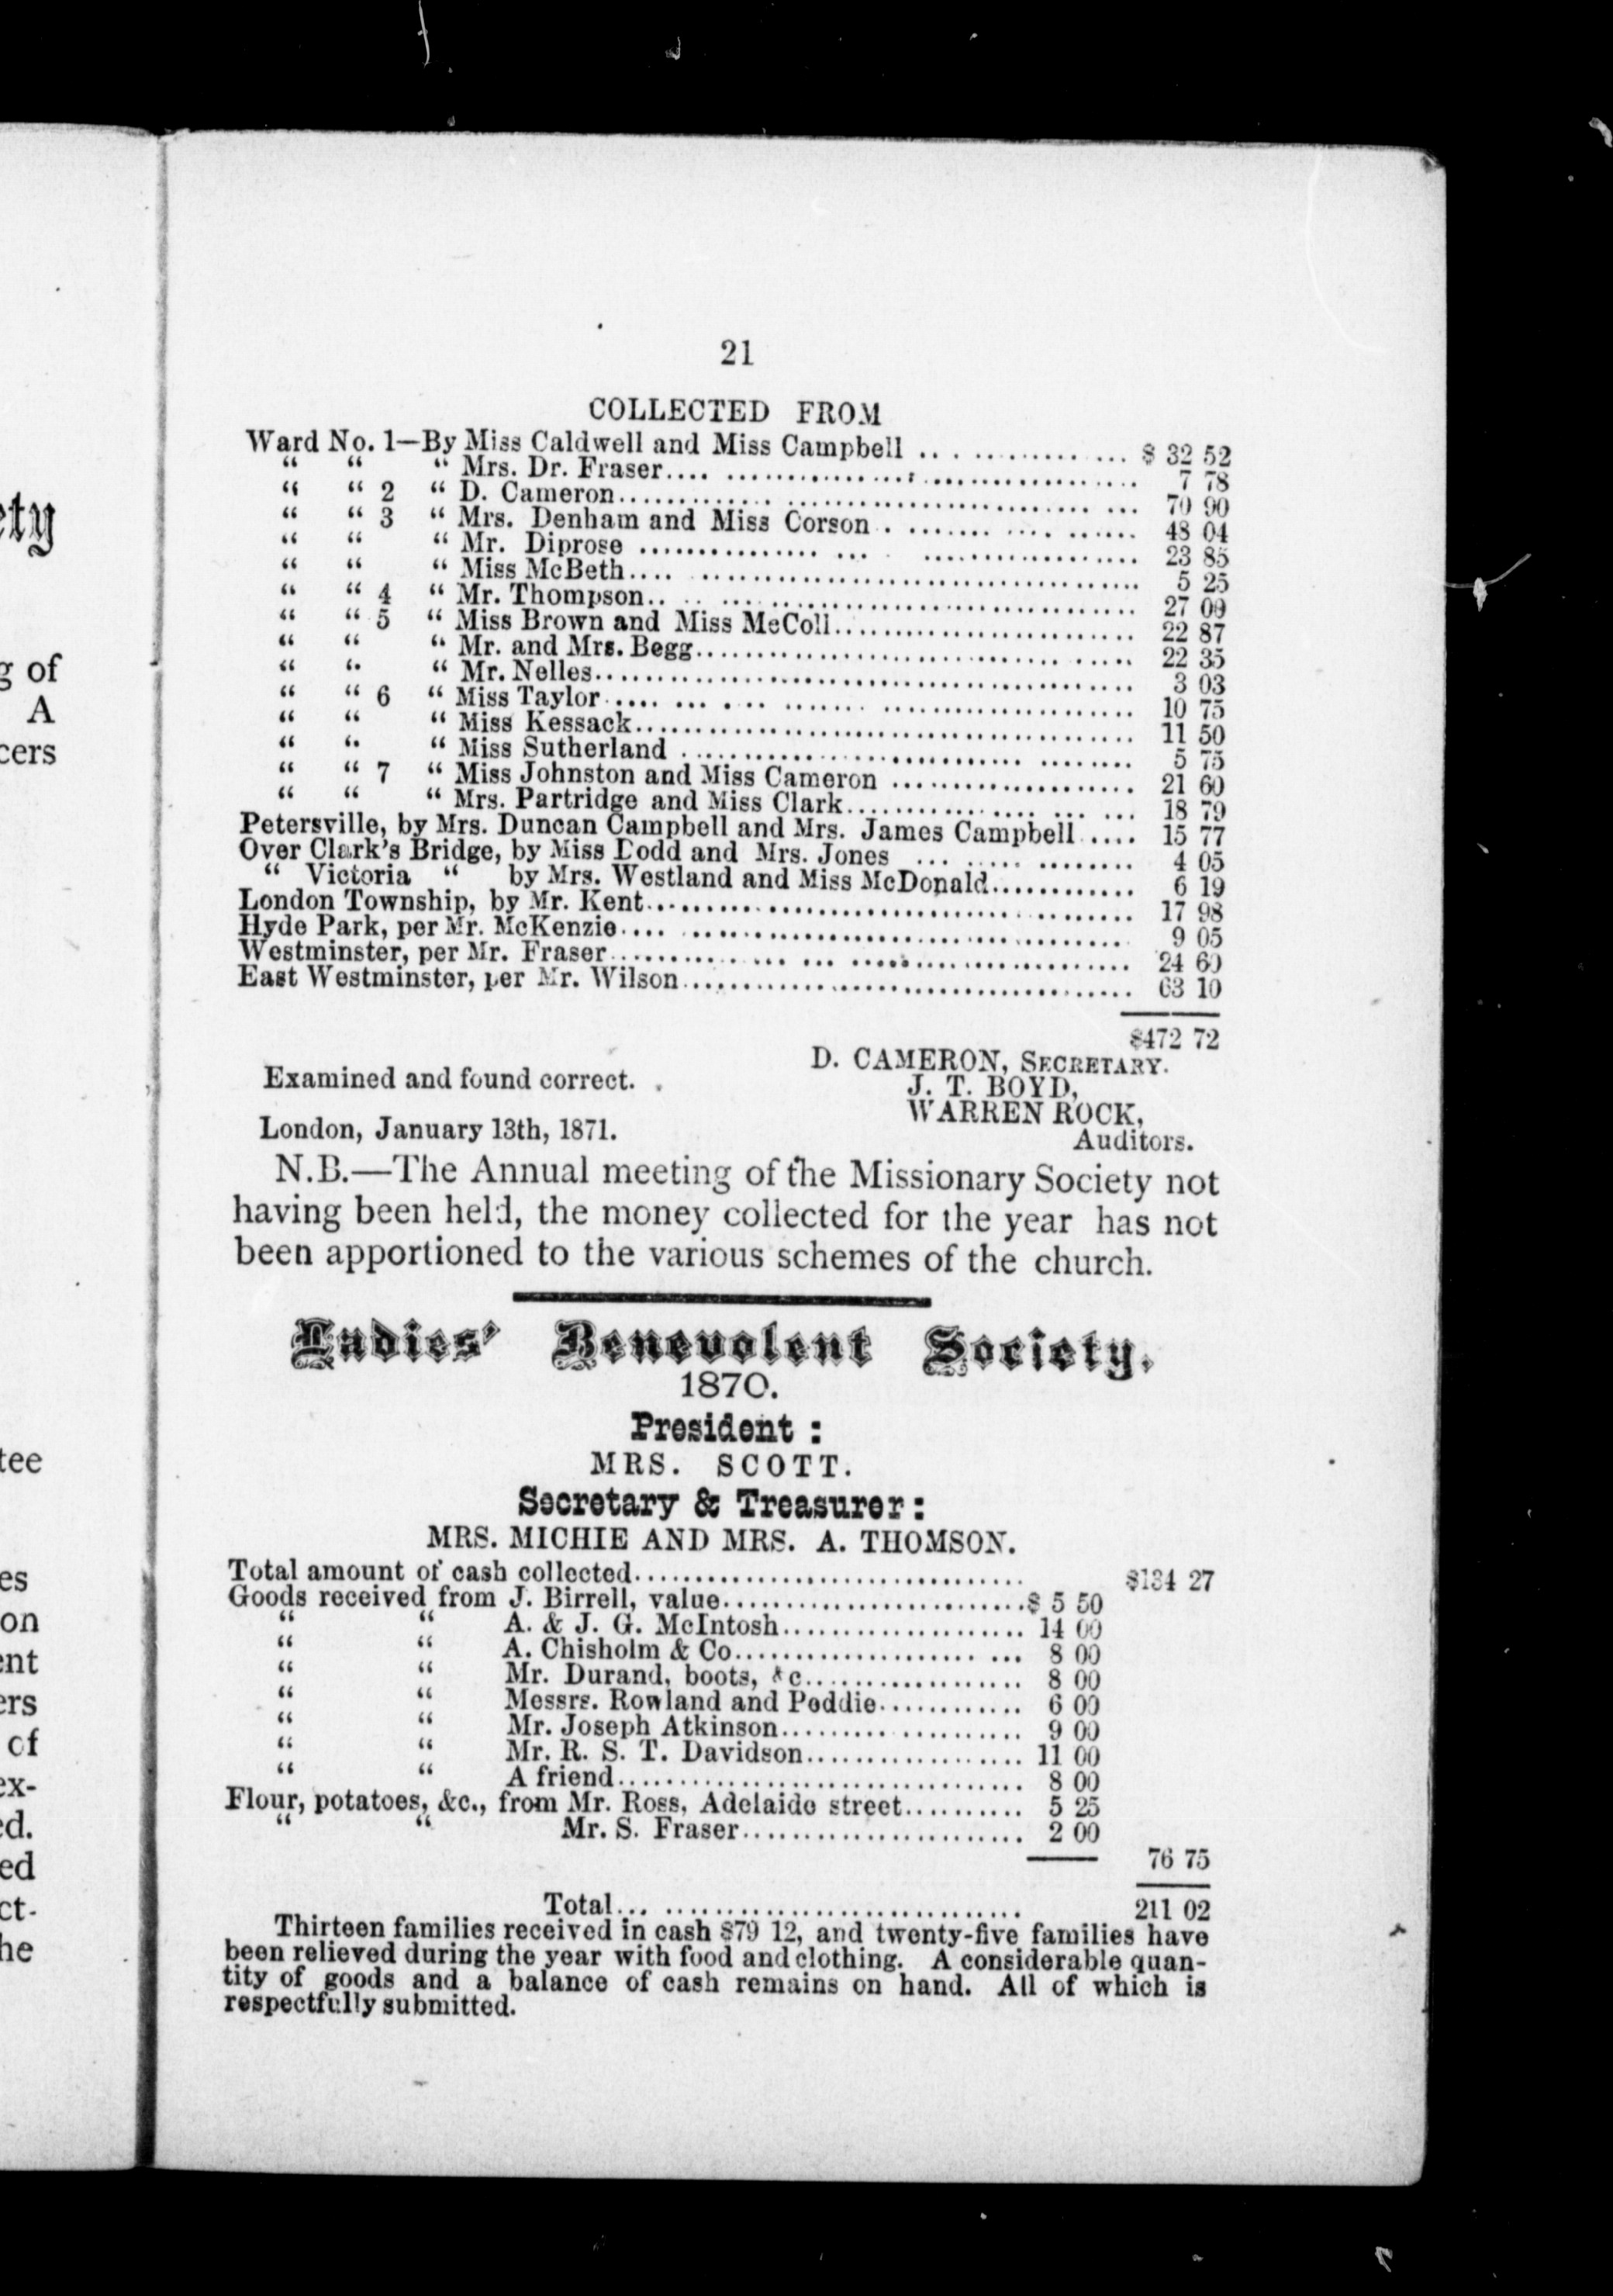 21
COLLECTED FROM
Ward No. 1—By Miss Caldwell and Miss Campbell .. . ............ $ 32 52
“ “ “ Mrs. Dr. Fraser.... .................................. 7 78
“ “ 2 “ D. Cameron............................................. 70 90
“ “ 3 “ Mrs. Denham and Miss Corson . ........ .... ...... 48 04
“ “ “ Mr. Diprose ............... ... ..................... 23 85
“ “ “ Miss McBeth.... ........................................ 5 25
“ “ 4 “ Mr. Thompson.. .. ..................................... 27 09
“ “ 5 “ Miss Brown and Miss McColl......................... 22 87
“ “ “ Mr. and Mrs. Begg..................................... 22 35
“ “ “ Mr. Nelles.............................................. 3 03
“ “ 6 “ Miss Taylor..... ... . ... ....... ..................... 10 75
“ “ “ Miss Kessack........................................... 11 50
“ “ “ Miss Sutherland . ............................ ........ 5 75
“ “ 7 “ Miss Johnston and Miss Cameron .................... 21 60
“ “ “ Mrs. Partridge and Miss Clark................ ... ... 18 79
Petersville, by Mrs. Duncan Campbell and Mrs. James Campbell .... 15 77
Over Clark's Bridge, by Miss Dodd and Mrs. Jones ... ...... ........ 4 05
“ Victoria “ by Mrs. Westland and Miss McDonald............ 6 19
London Township, by Mr. Kent........................................ 17 98
Hyde Park, per Mr. McKenzie.... .................................... 9 05
Westminster, per Mr. Fraser............. ... ... ....................... 24 60
East Westminster, per Mr. Wilson..................................... 63 10
$472 72
D. CAMERON, SECRETARY.
Examined and found correct.
J. T. BOYD,
WARREN ROCK,
London, January 13th, 1871.
Auditors.
N.B.—The Annual meeting of the Missionary Society not
having been held, the money collected for the year has not
been apportioned to the various schemes of the church.
Ladies' Benevolent Society.
1870.
President :
MRS. SCOTT.
Secretary & Treasurer:
MRS. MICHIE AND MRS. A. THOMSON.
Total amount of cash collected................................. $134 27
Goods received from J. Birrell, value..........................$ 5 50
“ “ A. & J. G. McIntosh..................... 14 00
“ “ A. Chisholm & Co.................... ... 8 00
“ “ Mr. Durand, boots, &c................... 8 00
“ “ Messrs. Rowland and Peddie............ 6 00
“ “ Mr. Joseph Atkinson..................... 9 00
“ “ Mr. R. S. T. Davidson.................. 11 00
“ “ A friend................................... 8 00
Flour, potatoes, &c., from Mr. Ross, Adelaide street.......... 5 25
“ “ Mr. S. Fraser........................ 2 00
76 75
Total... .............................. 211 02
Thirteen families received in cash $79 12, and twenty-five families have
been relieved during the year with food and clothing. A considerable quan-
tity of goods and a balance of cash remains on hand. All of which is
respectfully submitted.
ety
g of
A
cers
tee
es
on
ent
ers
of
ex-
ed.
ed
ct-
he